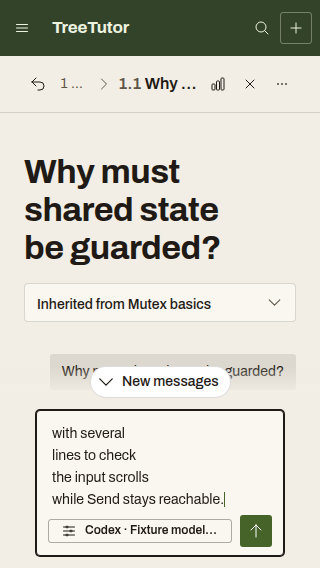 TreeTutor
1 ...
1.1 Why ...
Why must
shared state
be guarded?
Inherited from Mutex basics
Why guarded?
New messages
with several
lines to check
the input scrolls
while Send stays reachable.
Codex · Fixture model...